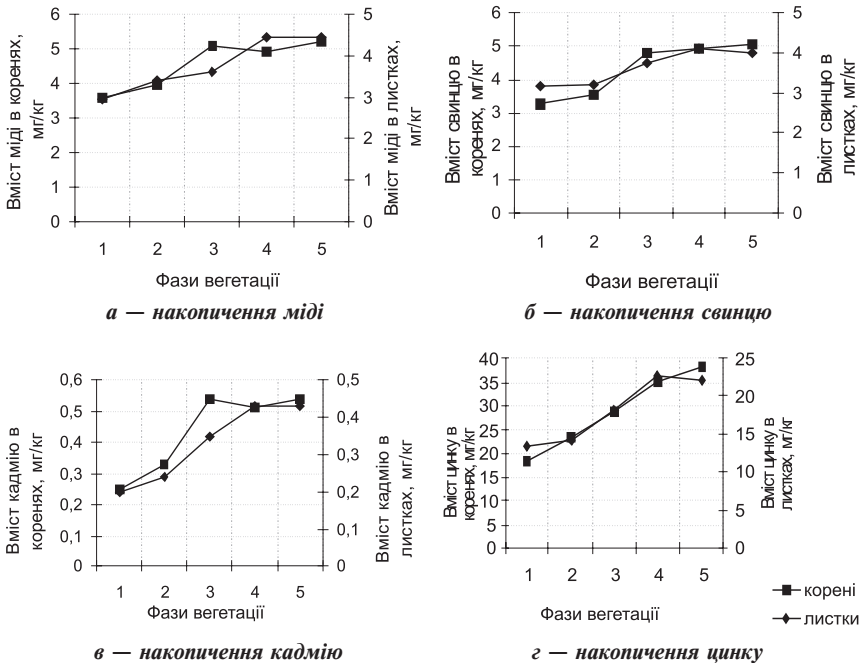 6
5
4
3
2
1
0
5
4
3
2
1
0
Вміст міді в коренях,
мг/кг
Вміст міді в листках,
мг/кг
1 2 3 4 5
Фази вегетації
а — накопичення міді
6
5
4
3
2
1
0
5
4
3
2
1
0
Вміст свинцю в
коренях, мг/кг
Вміст свинцю в
листках, мг/кг
1 2 3 4 5
Фази вегетації
б — накопичення свинцю
0,6
0,5
0,4
0,3
0,2
0,1
0
0,5
0,4
0,3
0,2
0,1
0
Вміст кадмію в
коренях, мг/кг
Вміст кадмію в
листках, мг/кг
1 2 3 4 5
Фази вегетації
в — накопичення кадмію
40
35
30
25
20
15
10
5
0
25
20
15
10
5
0
Вміст цинку в
коренях, мг/кг
Вміст цинку в
листках, мг/кг
1 2 3 4 5
Фази вегетації
корені
листки
г — накопичення цинку